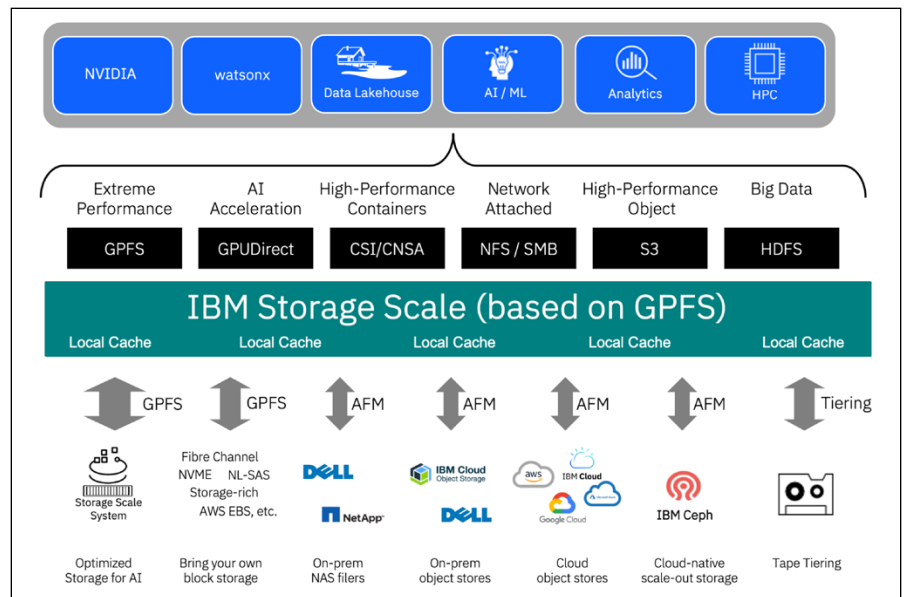 NVIDIA
watsonx
Data Lakehouse
AI / ML
Analytics
HPC
Extreme
Performance
AI
Acceleration
High-Performance
Containers
Network
Attached
High-Performance
Object
Big Data
GPFS
GPUDirect
CSI/CNSA
NFS / SMB
S3
HDFS
IBM Storage Scale (based on GPFS)
Local Cache
Local Cache
Local Cache
Local Cache
Local Cache
GPFS
GPFS
AFM
AFM
AFM
AFM
Tiering
Storage Scale
System
Fibre Channel
NVME NL-SAS
Storage-rich
AWS EBS, etc.
DELL
NetApp
IBM Cloud
Object Storage
DELL
aws
IBM Cloud
Google Cloud
IBM Ceph
Optimized
Storage for AI
Bring your own
block storage
On-prem
NAS filers
On-prem
object stores
Cloud
object stores
Cloud-native
scale-out storage
Tape Tiering